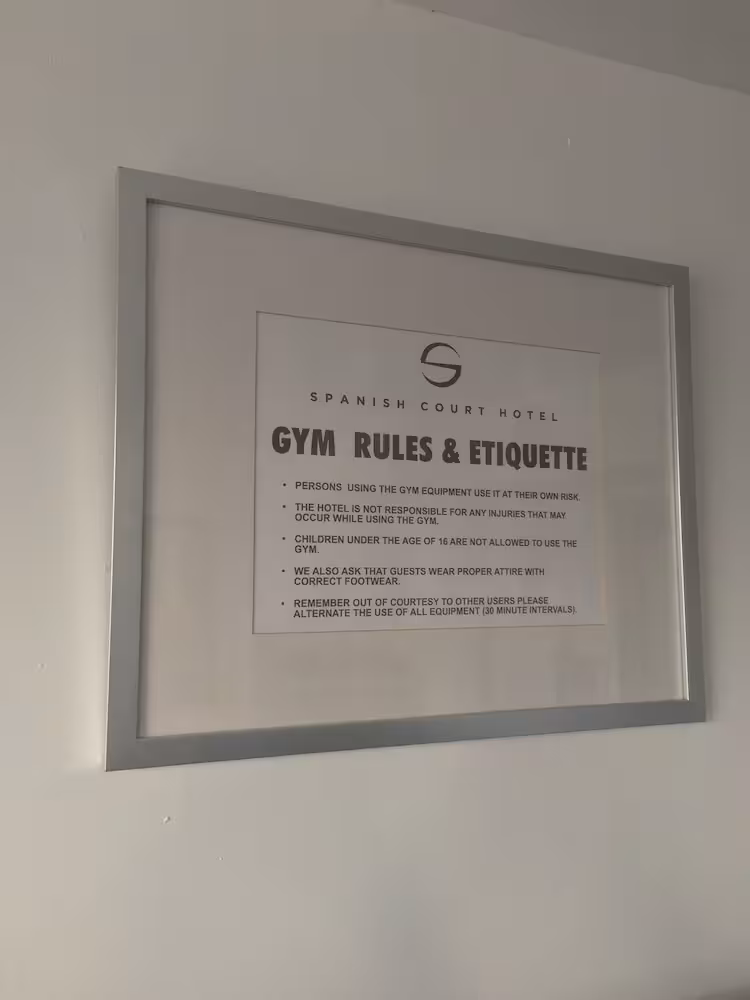 SPANISH COURT HOTEL
GYM RULES & ETIQUETTE
• PERSONS USING THE GYM EQUIPMENT USE IT AT THEIR OWN RISK.
• THE HOTEL IS NOT RESPONSIBLE FOR ANY INJURIES THAT MAY
OCCUR WHILE USING THE GYM.
• CHILDREN UNDER THE AGE OF 16 ARE NOT ALLOWED TO USE THE
GYM.
• WE ALSO ASK THAT GUESTS WEAR PROPER ATTIRE WITH
CORRECT FOOTWEAR.
• REMEMBER OUT OF COURTESY TO OTHER USERS PLEASE
ALTERNATE THE USE OF ALL EQUIPMENT (30 MINUTE INTERVALS).